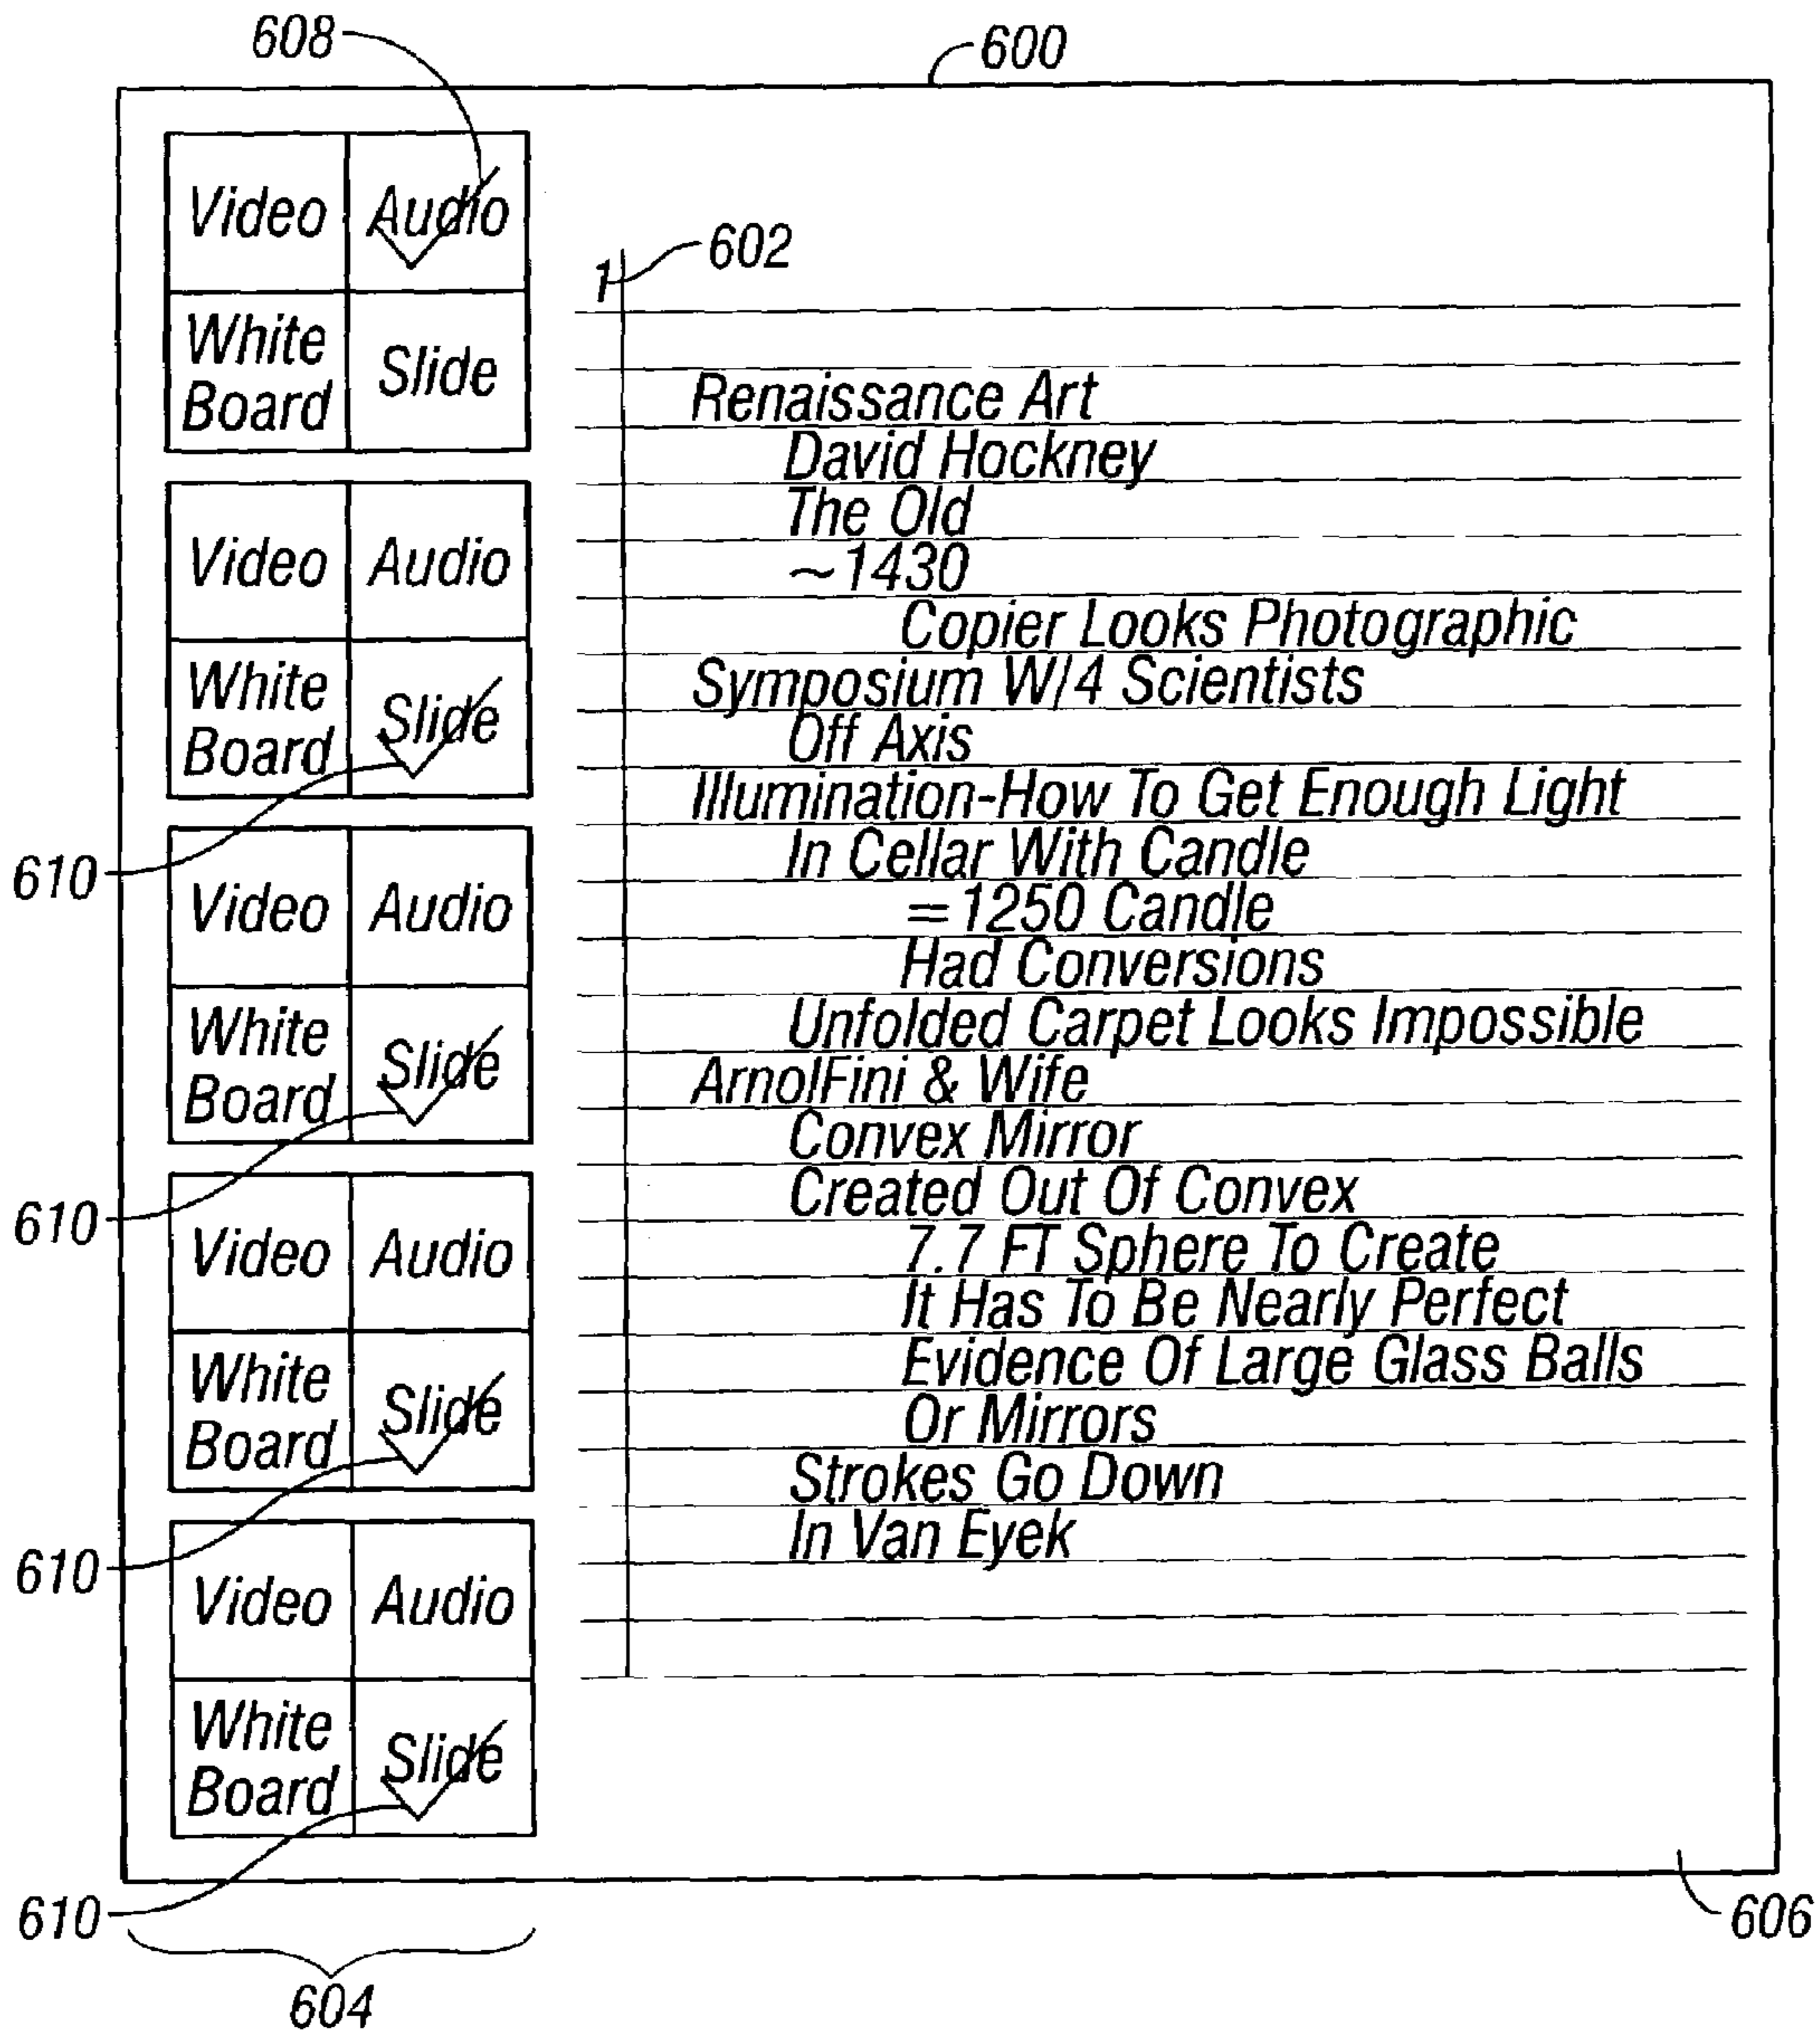 608
600
Video Audio
White Board Slide
Video Audio
White Board Slide
610
Video Audio
White Board Slide
610
Video Audio
White Board Slide
610
Video Audio
White Board Slide
610
604
1
602
Renaissance Art
David Hockney
The Old
~1430
Copier Looks Photographic
Symposium W/4 Scientists
Off Axis
Illumination-How To Get Enough Light
In Cellar With Candle
=1250 Candle
Had Conversions
Unfolded Carpet Looks Impossible
ArnolFini & Wife
Convex Mirror
Created Out Of Convex
7.7 FT Sphere To Create
It Has To Be Nearly Perfect
Evidence Of Large Glass Balls
Or Mirrors
Strokes Go Down
In Van Eyek
606